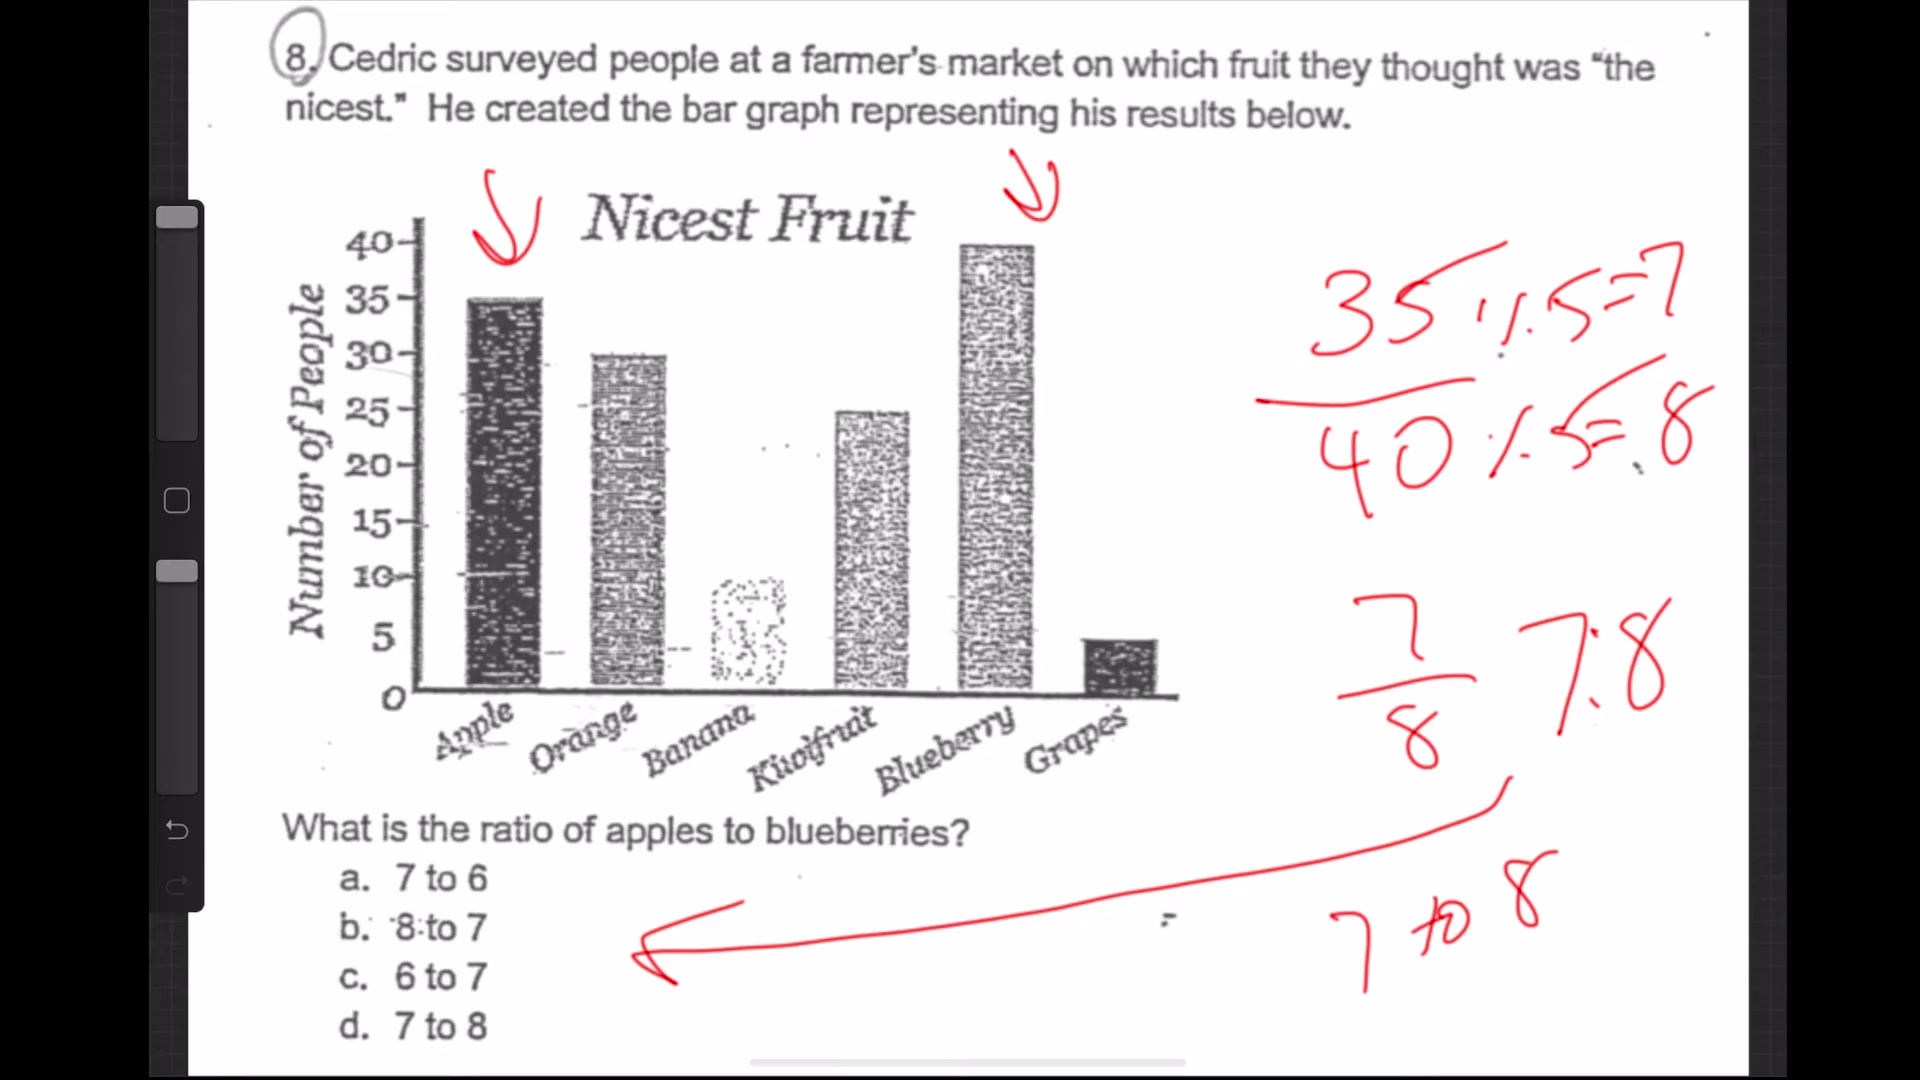 8. Cedric surveyed people at a farmer's market on which fruit they thought was “the
nicest.” He created the bar graph representing his results below.
Nicest Fruit
Number of People
40
35
30
25
20
15
10
5
0
Apple
Orange
Banana
Kiwifruit
Blueberry
Grapes
35 ÷ 5 = 7
40 ÷ 5 = 8
7
8
7:8
7 to 8
What is the ratio of apples to blueberries?
a. 7 to 6
b. 8 to 7
c. 6 to 7
d. 7 to 8